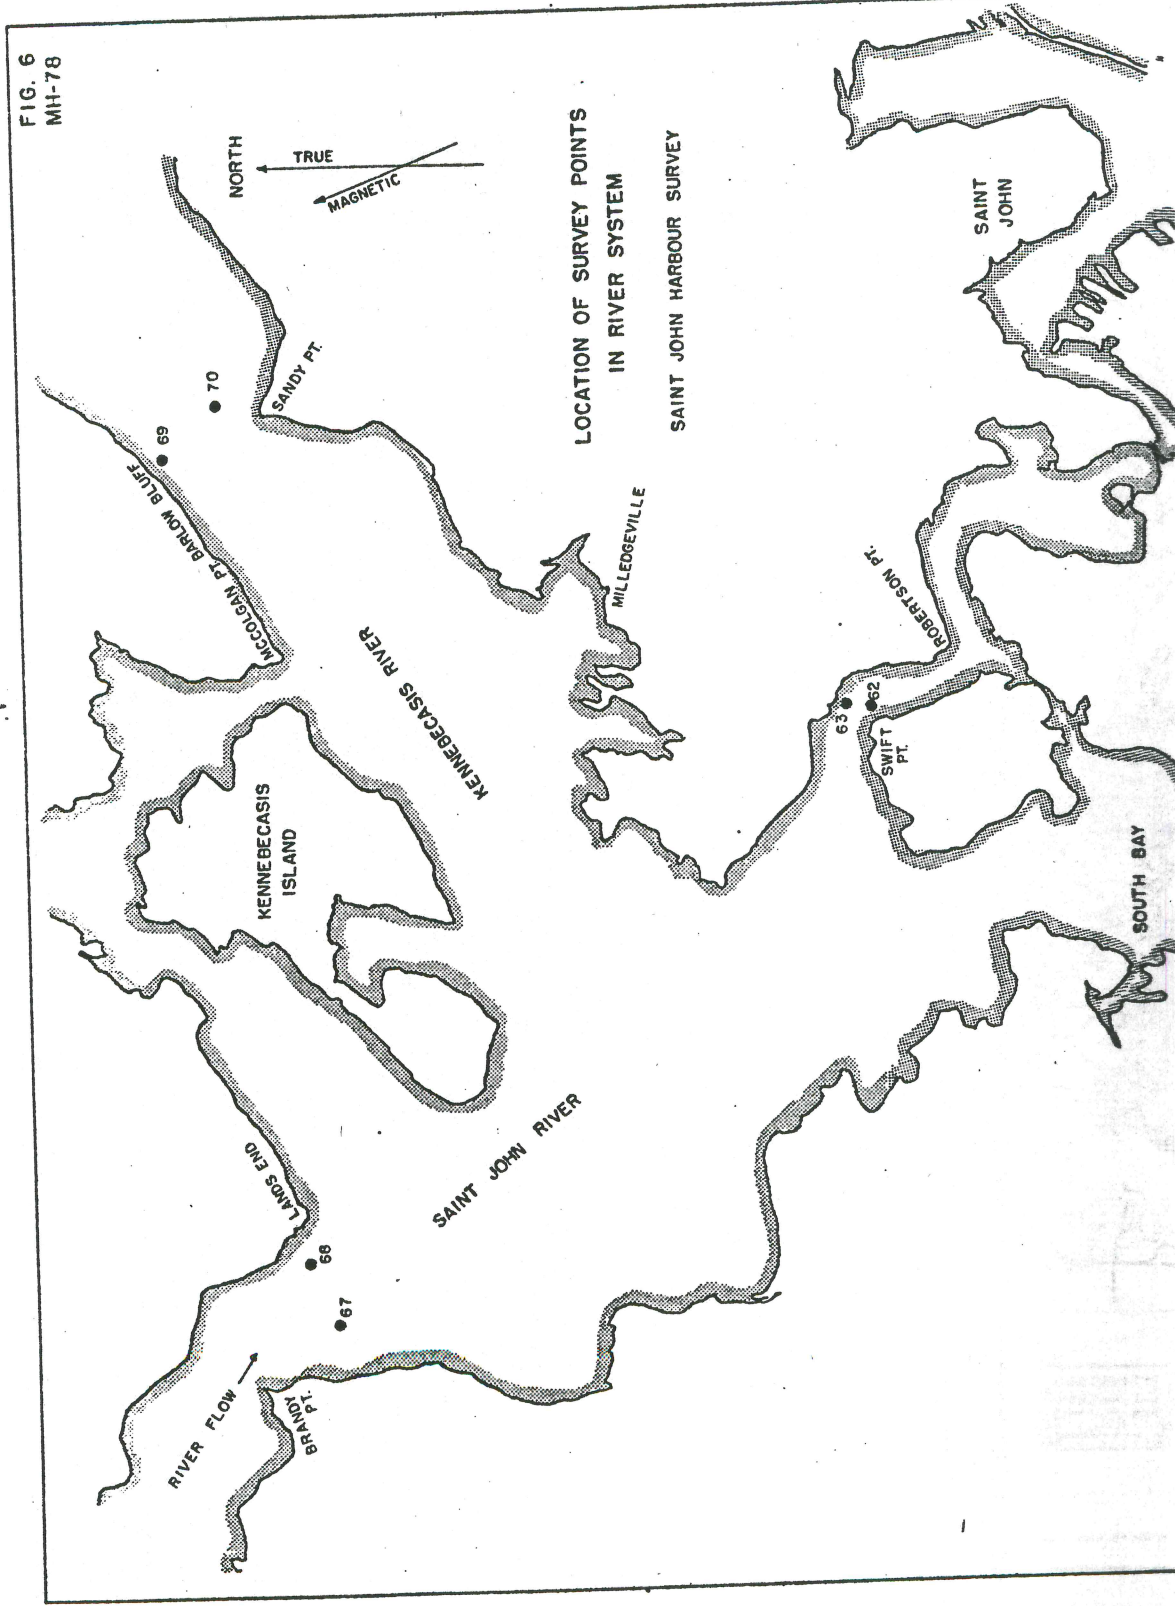 FIG. 6
MH-78
NORTH
TRUE
MAGNETIC
LOCATION OF SURVEY POINTS
IN RIVER SYSTEM
SAINT JOHN HARBOUR SURVEY
SANDY PT.
70
69
BARLOW BLUFF
MCCOLGAN PT.
KENNEBECASIS RIVER
MILLEDGEVILLE
KENNEBECASIS
ISLAND
LANDS END
68
67
RIVER FLOW
BRANDY
PT.
SAINT JOHN RIVER
SAINT
JOHN
ROBERTSON PT.
63
62
SWIFT
PT.
SOUTH BAY